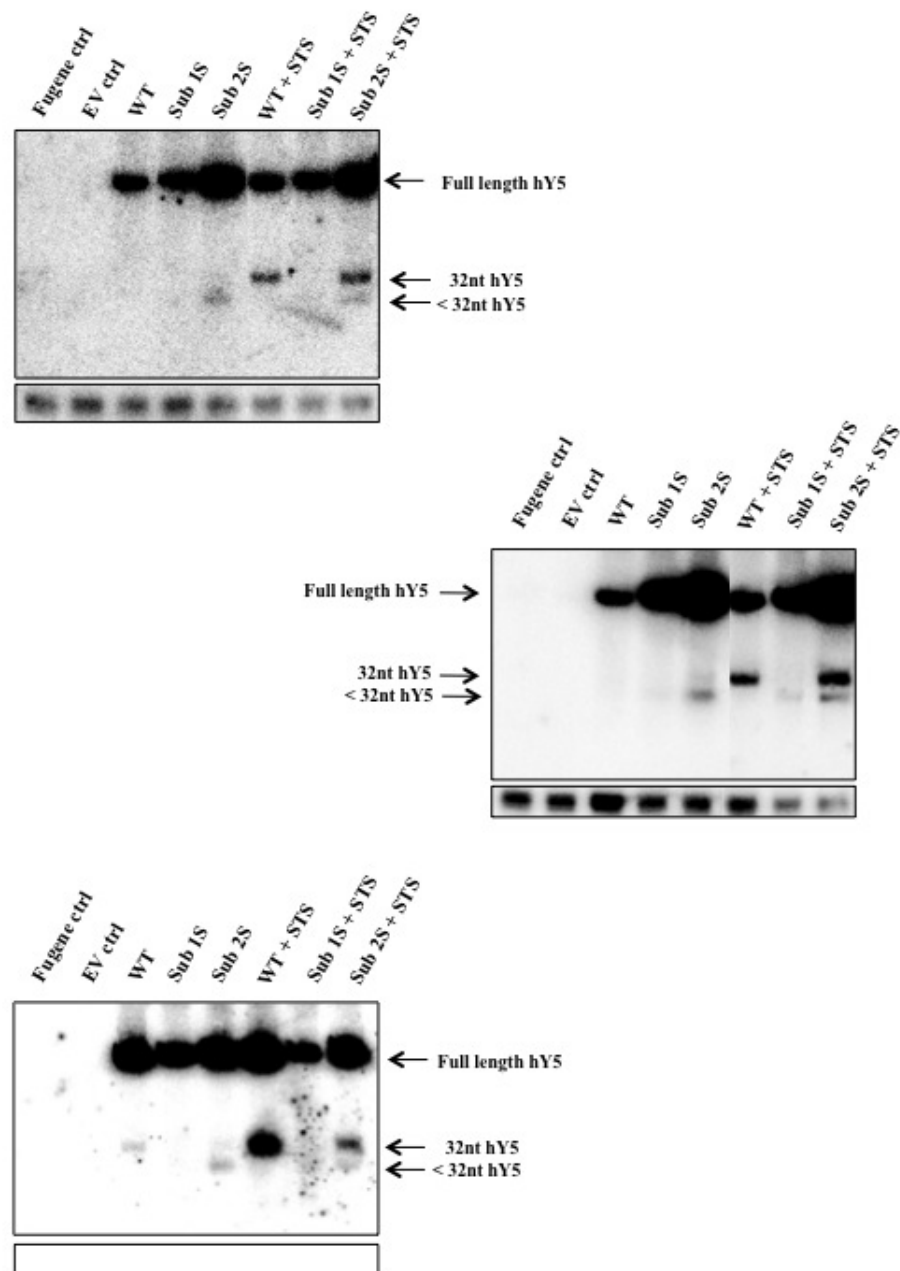 Fugene ctrl
EV ctrl
WT
Sub 1S
Sub 2S
WT + STS
Sub 1S + STS
Sub 2S + STS
Full length hY5
32nt hY5
< 32nt hY5
Fugene ctrl
EV ctrl
WT
Sub 1S
Sub 2S
WT + STS
Sub 1S + STS
Sub 2S + STS
Full length hY5
32nt hY5
< 32nt hY5
Fugene ctrl
EV ctrl
WT
Sub 1S
Sub 2S
WT + STS
Sub 1S + STS
Sub 2S + STS
Full length hY5
32nt hY5
< 32nt hY5